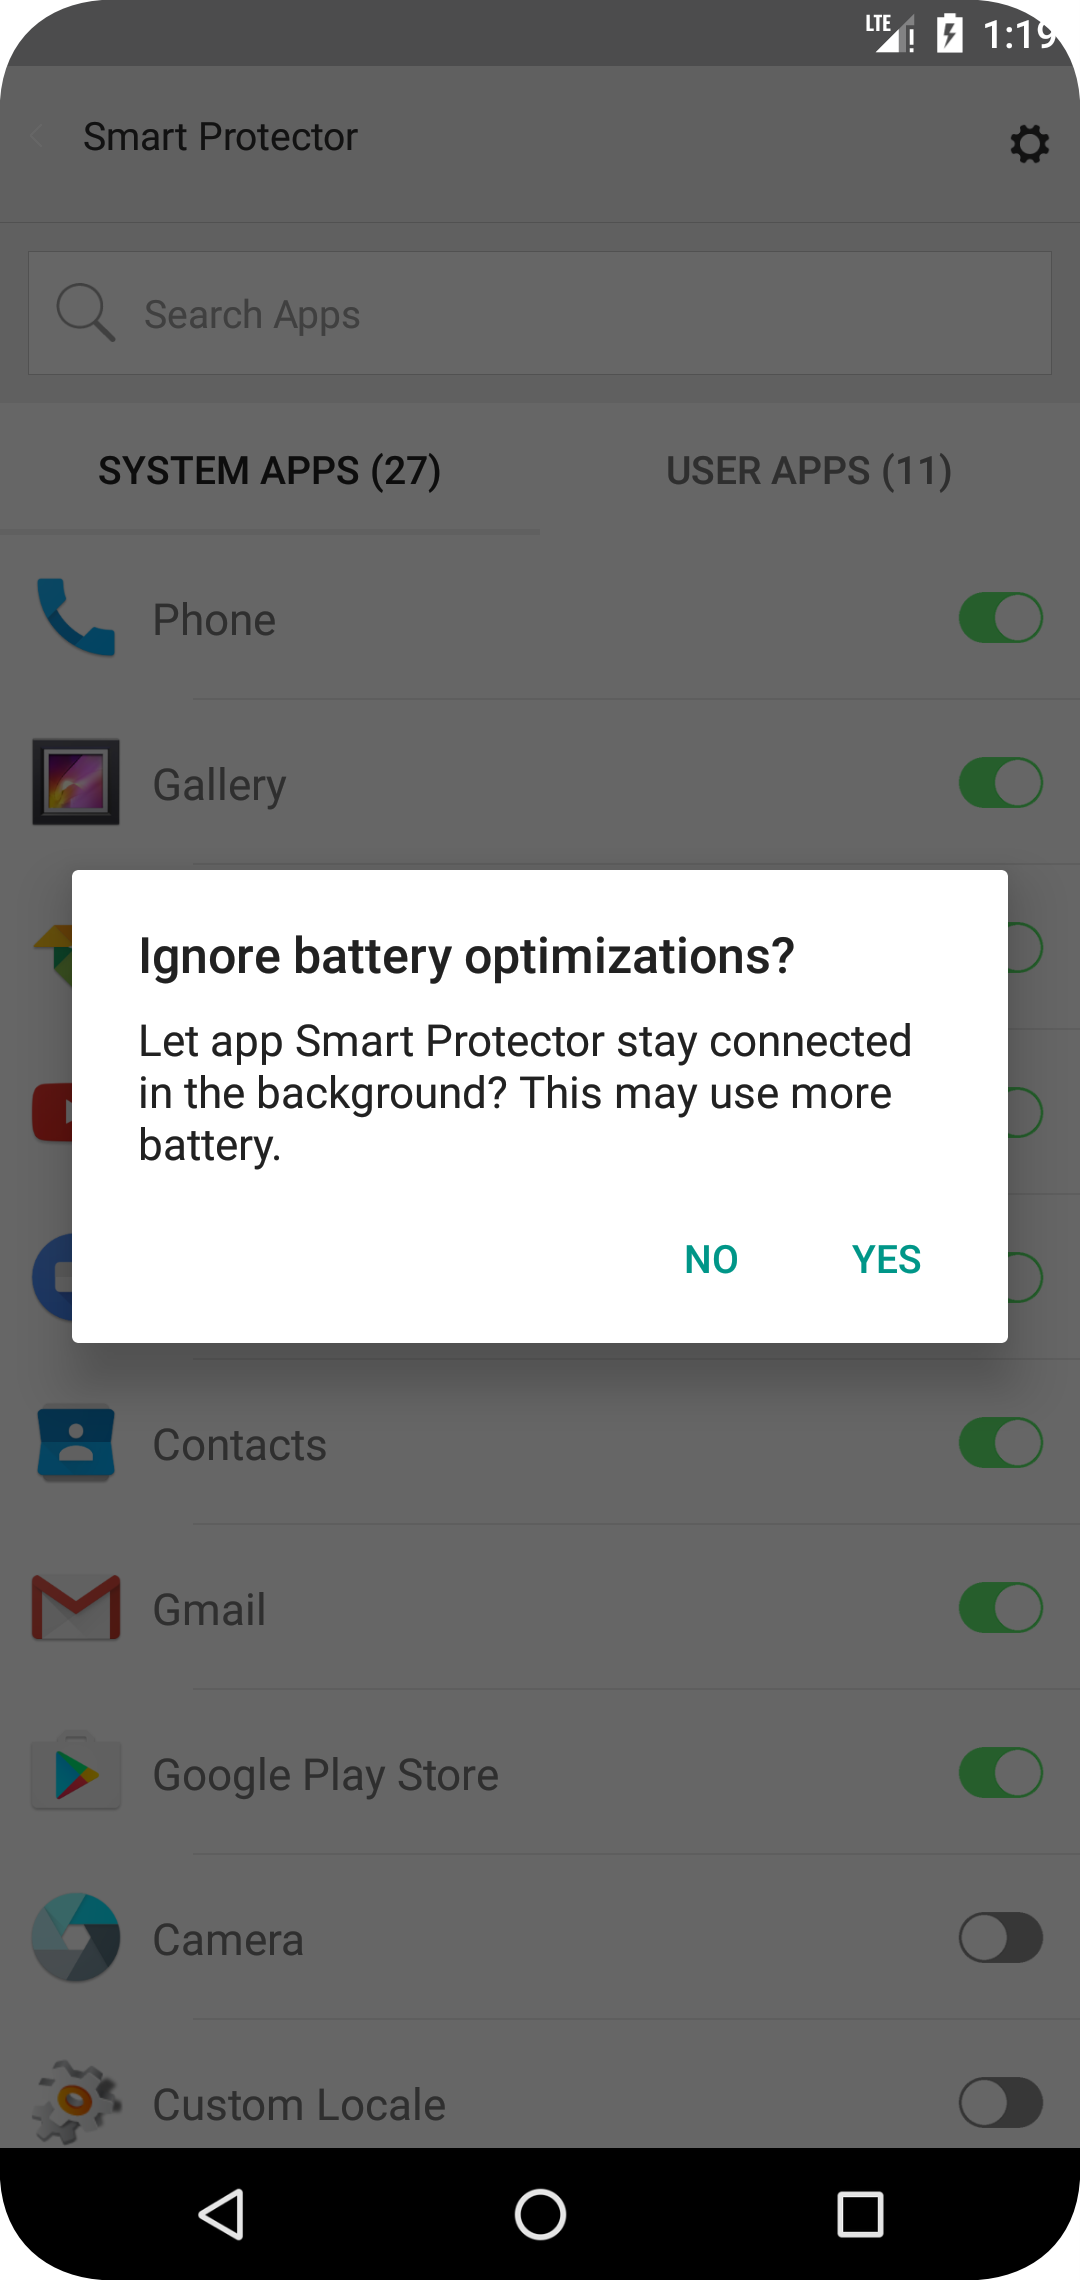 LTE 1:19
Smart Protector
Search Apps
SYSTEM APPS (27) USER APPS (11)
Phone
Gallery
Ignore battery optimizations?
Let app Smart Protector stay connected
in the background? This may use more
battery.
NO YES
Contacts
Gmail
Google Play Store
Camera
Custom Locale